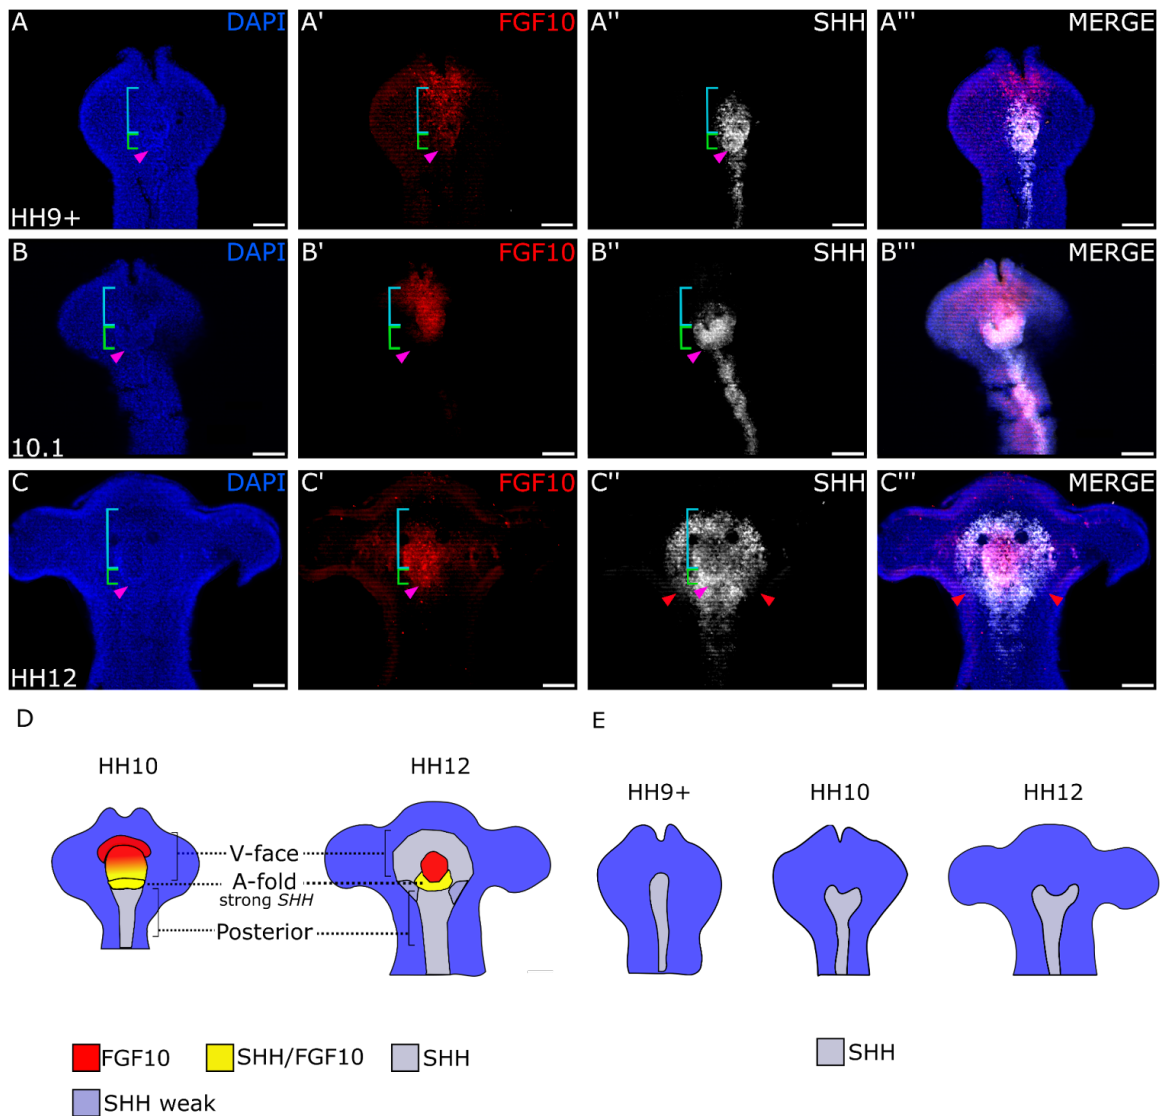 A DAPI
A' FGF10
A'' SHH
A''' MERGE
HH9+
B DAPI
B' FGF10
B'' SHH
B''' MERGE
10.1
C DAPI
C' FGF10
C'' SHH
C''' MERGE
HH12
D
HH10
HH12
V-face
A-fold
strong SHH
Posterior
FGF10
SHH/FGF10
SHH
SHH weak
E
HH9+
HH10
HH12
SHH